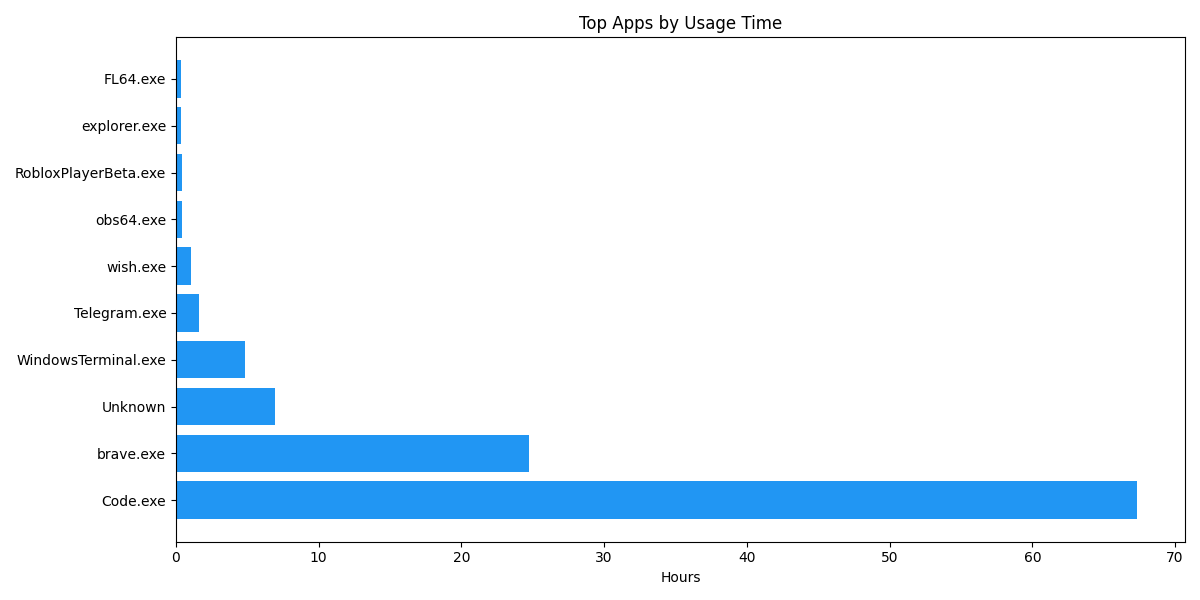 Top Apps by Usage Time
FL64.exe
explorer.exe
RobloxPlayerBeta.exe
obs64.exe
wish.exe
Telegram.exe
WindowsTerminal.exe
Unknown
brave.exe
Code.exe
0 10 20 30 40 50 60 70
Hours